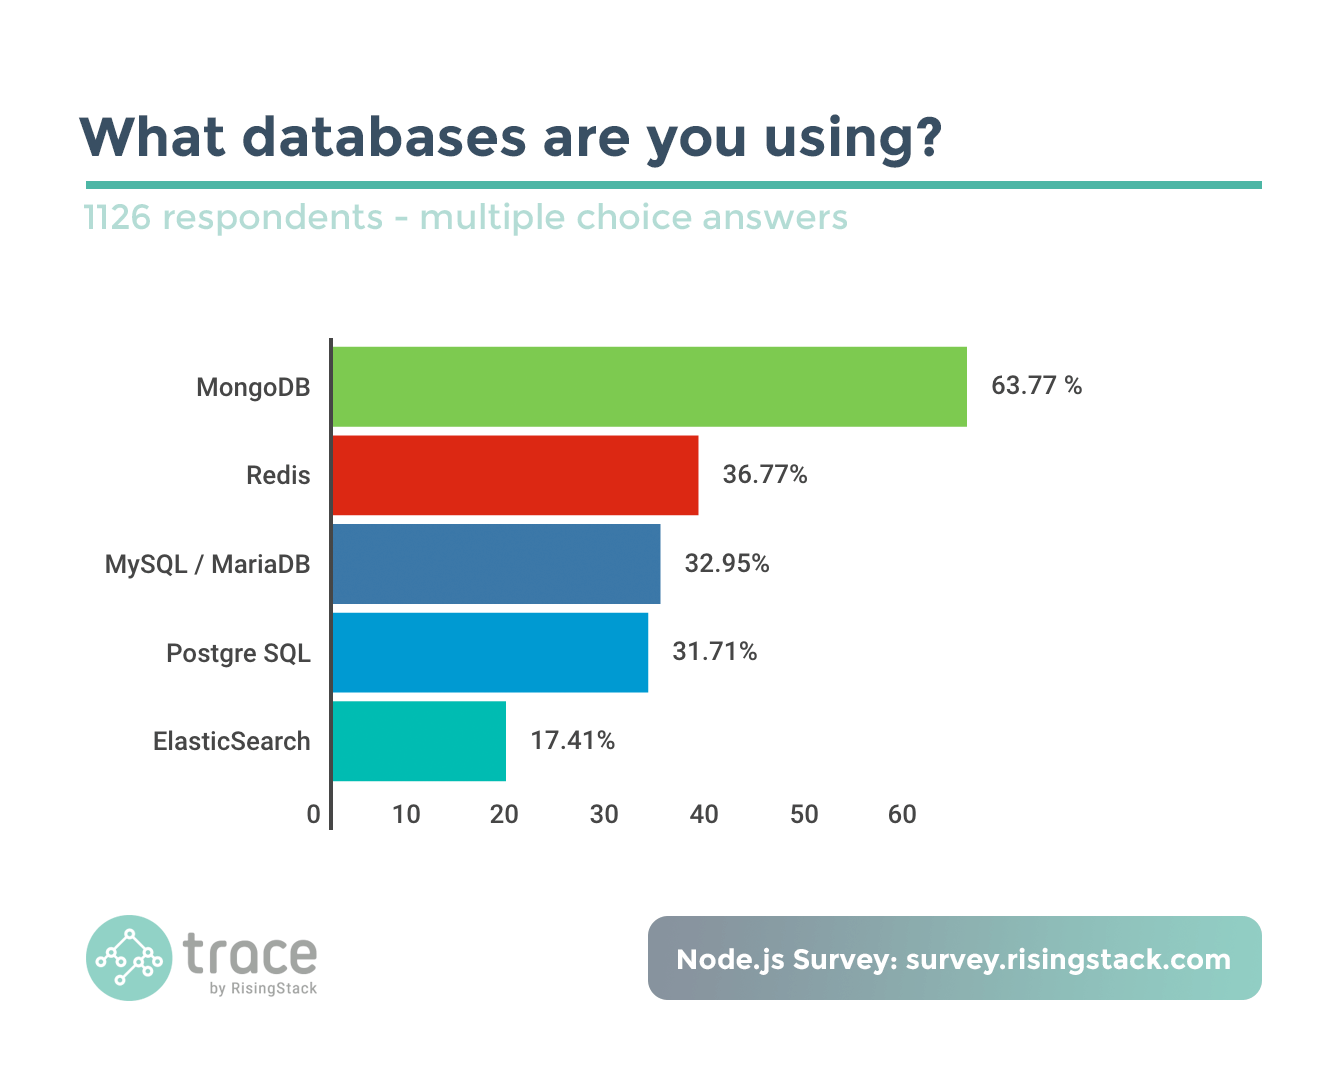 What databases are you using?
1126 respondents - multiple choice answers
MongoDB 63.77 %
Redis 36.77%
MySQL / MariaDB 32.95%
Postgre SQL 31.71%
ElasticSearch 17.41%
0 10 20 30 40 50 60
trace
by RisingStack
Node.js Survey: survey.risingstack.com